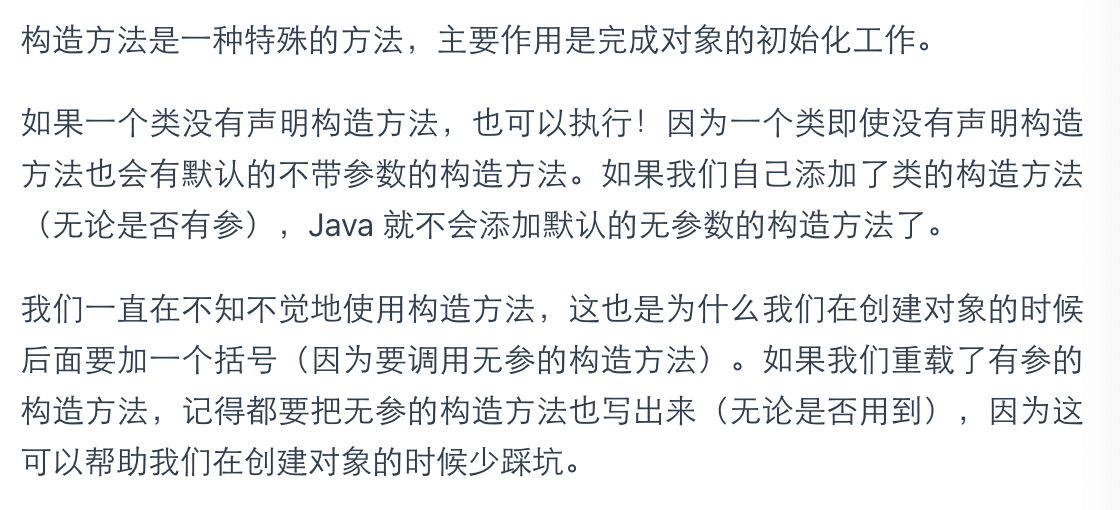 构造方法是一种特殊的方法，主要作用是完成对象的初始化工作。
如果一个类没有声明构造方法，也可以执行！因为一个类即使没有声明构造
方法也会有默认的不带参数的构造方法。如果我们自己添加了类的构造方法
（无论是否有参），Java 就不会添加默认的无参数的构造方法了。
我们一直在不知不觉地使用构造方法，这也是为什么我们在创建对象的时候
后面要加一个括号（因为要调用无参的构造方法）。如果我们重载了有参的
构造方法，记得都要把无参的构造方法也写出来（无论是否用到），因为这
可以帮助我们在创建对象的时候少踩坑。